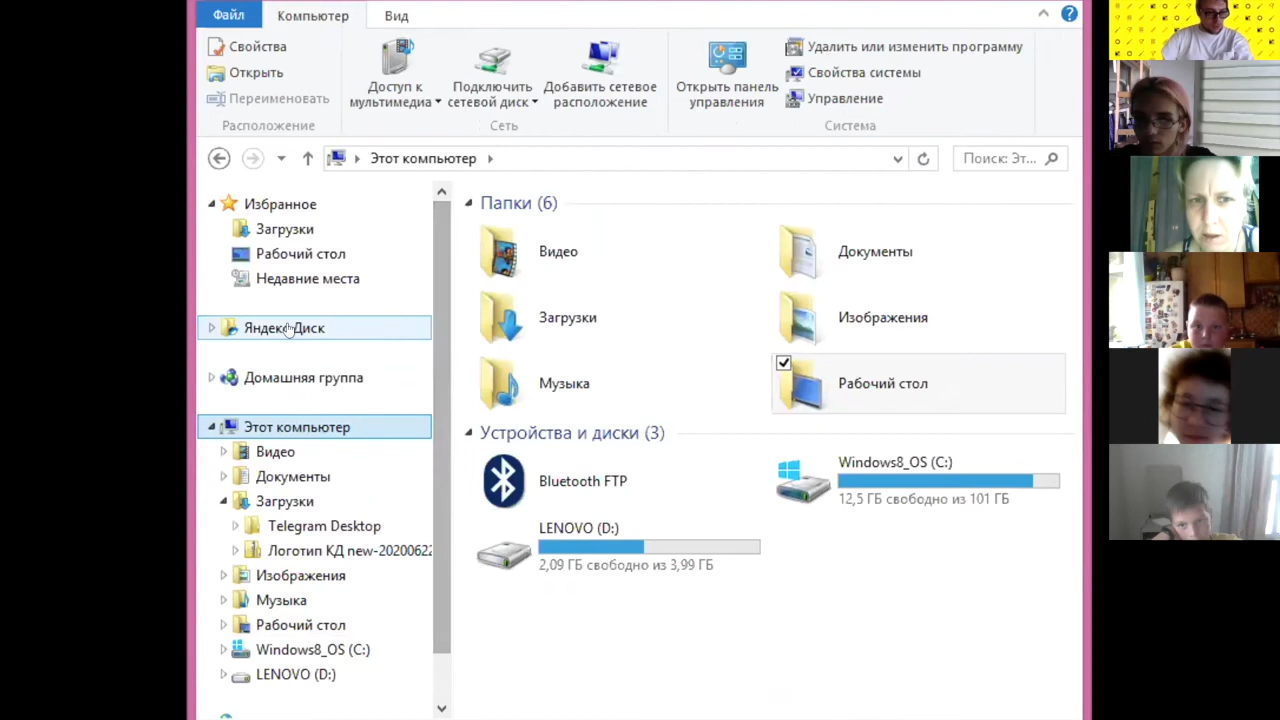 Файл
Компьютер
Вид
Свойства
Открыть
Переименовать
Расположение
Доступ к
мультимедиа
Подключить
сетевой диск
Добавить сетевое
расположение
Сеть
Открыть панель
управления
Удалить или изменить программу
Свойства системы
Управление
Система
Этот компьютер
Поиск: Эт...
Избранное
Загрузки
Рабочий стол
Недавние места
Яндекс.Диск
Домашняя группа
Этот компьютер
Видео
Документы
Загрузки
Telegram Desktop
Логотип КД new-20200622
Изображения
Музыка
Рабочий стол
Windows8_OS (C:)
LENOVO (D:)
Папки (6)
Видео
Документы
Загрузки
Изображения
Музыка
Рабочий стол
Устройства и диски (3)
Bluetooth FTP
Windows8_OS (C:)
12,5 ГБ свободно из 101 ГБ
LENOVO (D:)
2,09 ГБ свободно из 3,99 ГБ